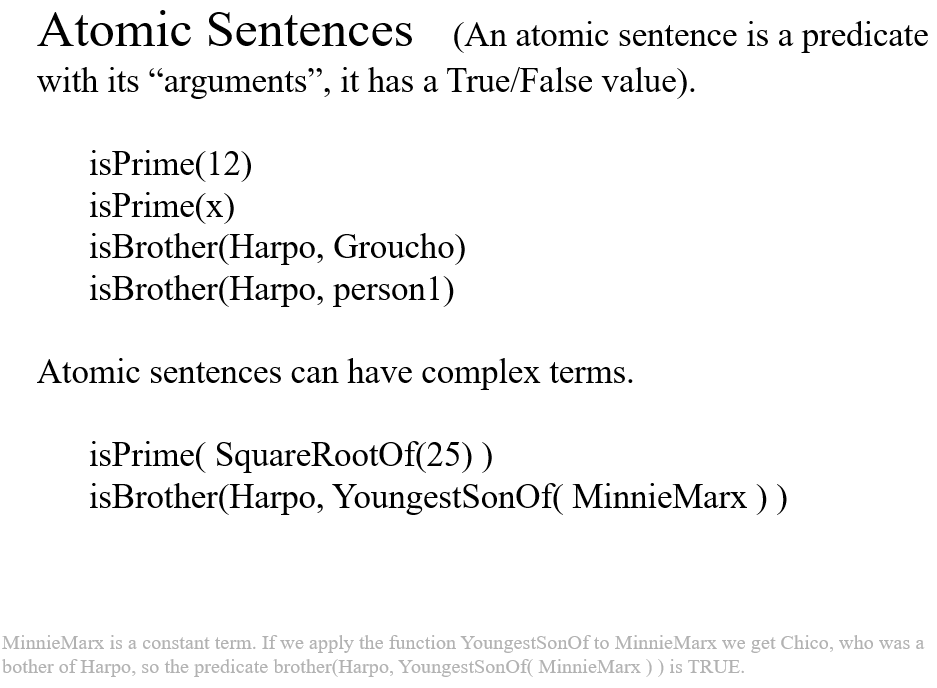 Atomic Sentences (An atomic sentence is a predicate
with its “arguments”, it has a True/False value).
isPrime(12)
isPrime(x)
isBrother(Harpo, Groucho)
isBrother(Harpo, person1)
Atomic sentences can have complex terms.
isPrime( SquareRootOf(25) )
isBrother(Harpo, YoungestSonOf( MinnieMarx ) )
MinnieMarx is a constant term. If we apply the function YoungestSonOf to MinnieMarx we get Chico, who was a
bother of Harpo, so the predicate brother(Harpo, YoungestSonOf( MinnieMarx ) ) is TRUE.